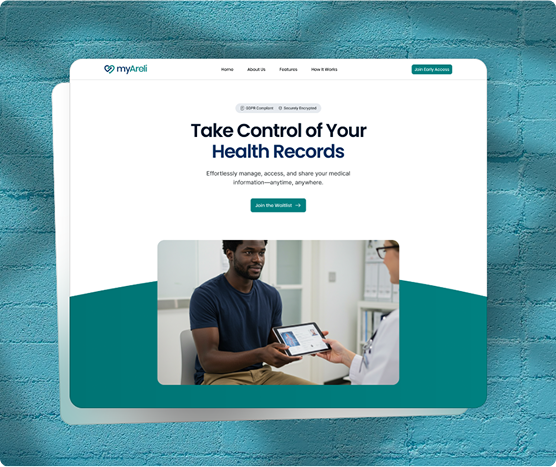 myAreli
Home About Us Features How It Works
Join Early Access
GDPR Compliant Securely Encrypted
Take Control of Your
Health Records
Effortlessly manage, access, and share your medical
information—anytime, anywhere.
Join the Waitlist